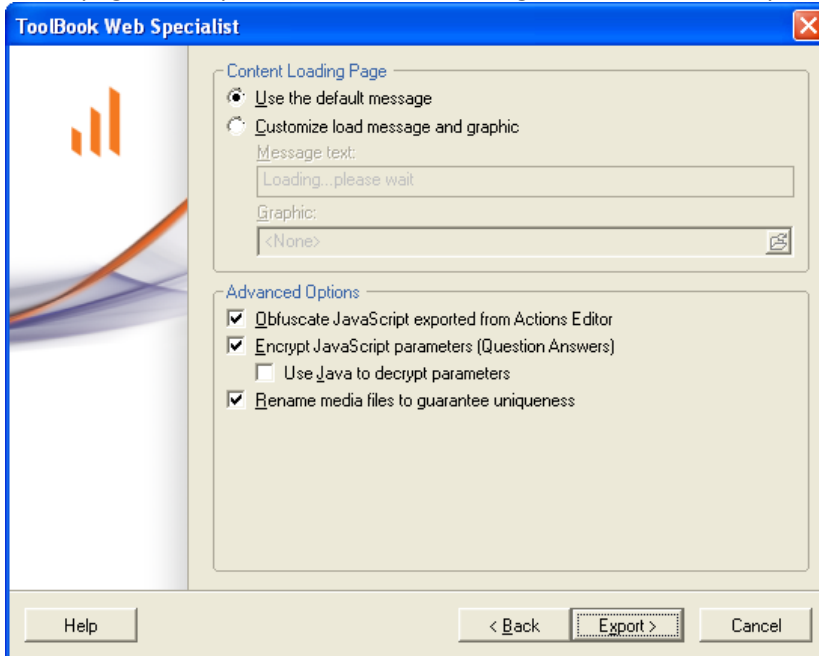 ToolBook Web Specialist
Content Loading Page
Use the default message
Customize load message and graphic
Message text:
Loading...please wait
Graphic:
<None>
Advanced Options
Obfuscate JavaScript exported from Actions Editor
Encrypt JavaScript parameters (Question Answers)
Use Java to decrypt parameters
Rename media files to guarantee uniqueness
Help
< Back
Export >
Cancel